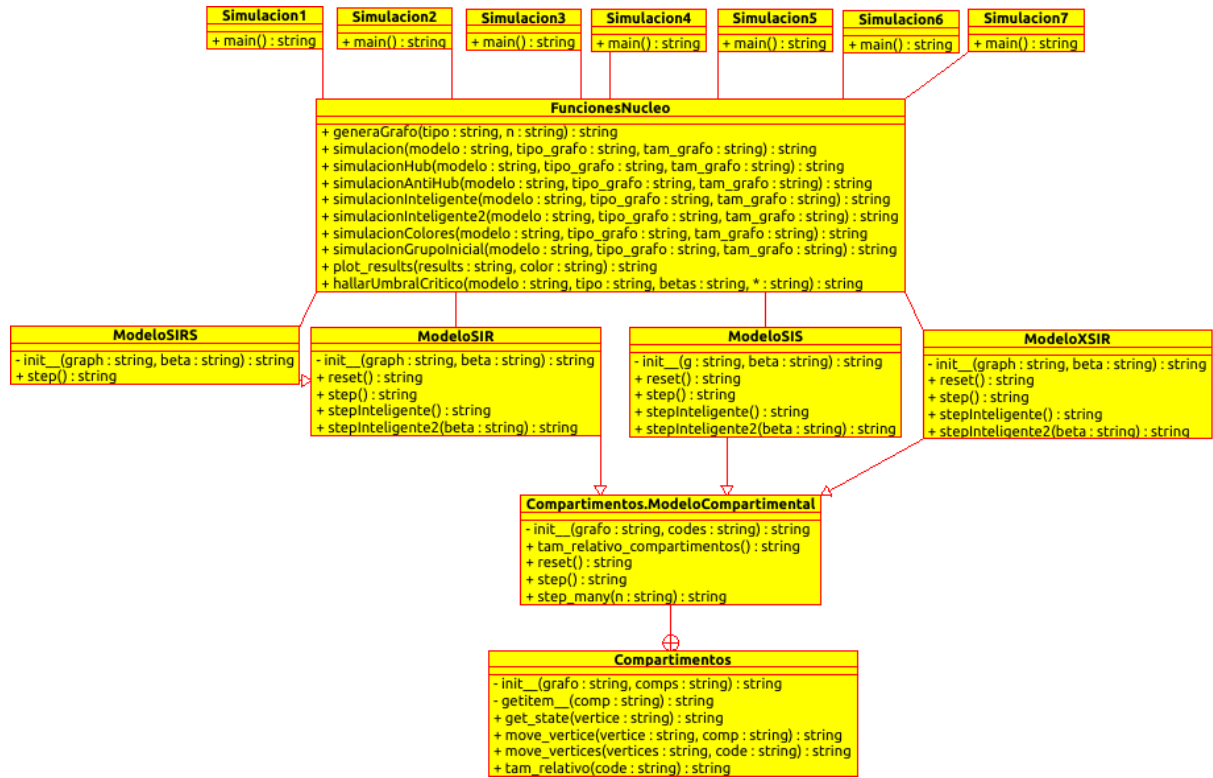 Simulacion1
+ main() : string
Simulacion2
+ main() : string
Simulacion3
+ main() : string
Simulacion4
+ main() : string
Simulacion5
+ main() : string
Simulacion6
+ main() : string
Simulacion7
+ main() : string
FuncionesNucleo
+ generaGrafo(tipo : string, n : string) : string
+ simulacion(modelo : string, tipo_grafo : string, tam_grafo : string) : string
+ simulacionHub(modelo : string, tipo_grafo : string, tam_grafo : string) : string
+ simulacionAntiHub(modelo : string, tipo_grafo : string, tam_grafo : string) : string
+ simulacionInteligente(modelo : string, tipo_grafo : string, tam_grafo : string) : string
+ simulacionInteligente2(modelo : string, tipo_grafo : string, tam_grafo : string) : string
+ simulacionColores(modelo : string, tipo_grafo : string, tam_grafo : string) : string
+ simulacionGrupoInicial(modelo : string, tipo_grafo : string, tam_grafo : string) : string
+ plot_results(results : string, color : string) : string
+ hallarUmbralCritico(modelo : string, tipo : string, betas : string, * : string) : string
ModeloSIRS
- init__(graph : string, beta : string) : string
+ step() : string
ModeloSIR
- init__(graph : string, beta : string) : string
+ reset() : string
+ step() : string
+ stepInteligente() : string
+ stepInteligente2(beta : string) : string
ModeloSIS
- init__(g : string, beta : string) : string
+ reset() : string
+ step() : string
+ stepInteligente() : string
+ stepInteligente2(beta : string) : string
ModeloXSIR
- init__(graph : string, beta : string) : string
+ reset() : string
+ step() : string
+ stepInteligente() : string
+ stepInteligente2(beta : string) : string
Compartimentos.ModeloCompartimental
- init__(grafo : string, codes : string) : string
+ tam_relativo_compartimentos() : string
+ reset() : string
+ step() : string
+ step_many(n : string) : string
Compartimentos
- init__(grafo : string, comps : string) : string
- getitem__(comp : string) : string
+ get_state(vertice : string) : string
+ move_vertice(vertice : string, comp : string) : string
+ move_vertices(vertices : string, code : string) : string
+ tam_relativo(code : string) : string